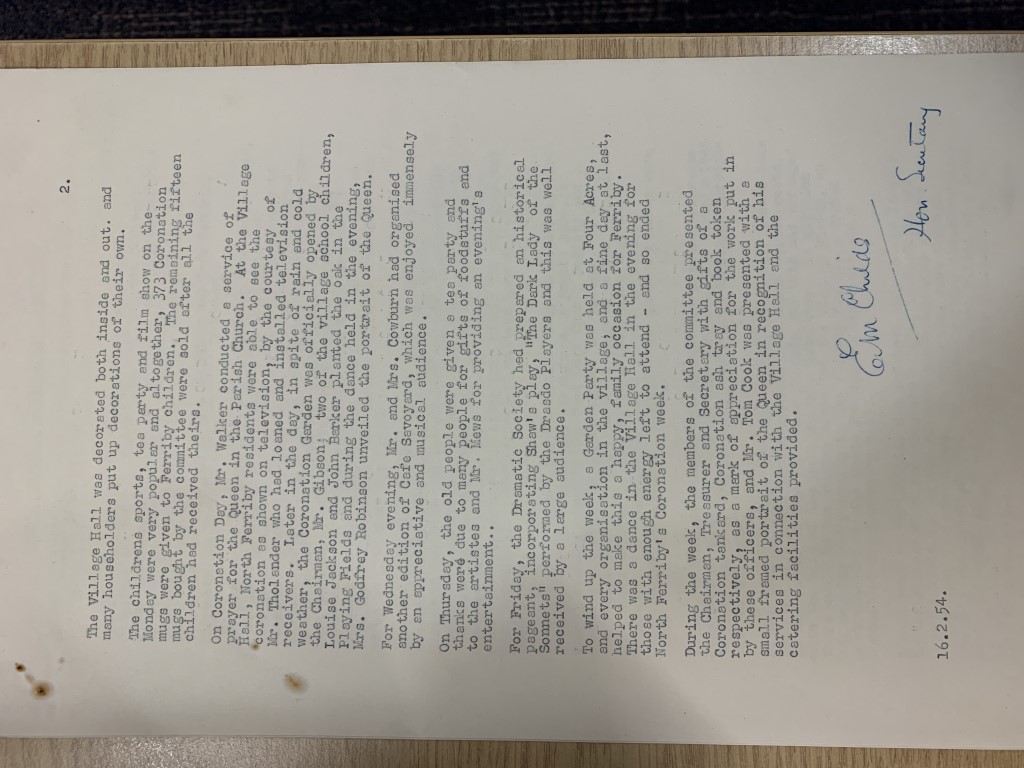 2.
The Village Hall was decorated both inside and out. and
many householders put up decorations of their own.
The childrens sports, tea party and film show on the
Monday were very popular and altogether, 373 Coronation
mugs were given to Ferriby children. The remaining fifteen
mugs bought by the committee were sold after all the
children had received theirs.
On Coronation Day, Mr. Walker conducted a service of
prayer for the Queen in the Parish Church. At the Village
Hall, North Ferriby residents were able to see the
Coronation as shown on television, by the courtesy of
Mr. Tholander who had loaned and installed television
receivers. Later in the day, in spite of rain and cold
weather, the Coronation Garden was officially opened by
the Chairman, Mr. Gibson; two of the village school children,
Louise Jackson and John Barker planted the oak in the
Playing Fields and during the dance held in the evening,
Mrs. Godfrey Robinson unveiled the portrait of the Queen.
For Wednesday evening, Mr. and Mrs. Cowburn had organised
another edition of Cafe Savoyard, which was enjoyed immensely
by an appreciative and musical audience.
On Thursday, the old people were given a tea party and
thanks were due to many people for gifts of foodstuffs and
to the artistes and Mr. Mews for providing an evening's
entertainment..
For Friday, the Dramatic Society had prepared an historical
pageant, incorporating Shaw's play, "The Dark Lady of the
Sonnets" performed by the Draado Players and this was well
received by a large audience.
To wind up the week, a Garden Party was held at Four Acres,
and every organisation in the village, and a fine day at last,
helped to make this a happy, family occasion for Ferriby.
There was a dance in the Village Hall in the evening for
those with enough energy left to attend - and so ended
North Ferriby's Coronation week.
During the week, the members of the committee presented
the Chairman, Treasurer and Secretary with gifts of a
Coronation tankard, Coronation ash tray and book token
respectively, as a mark of appreciation for the work put in
by these officers, and Mr. Tom Cook was presented with a
small framed portrait of the Queen in recognition of his
services in connection with the Village Hall and the
catering facilities provided.
E M Childs
Hon. Secretary
16.2.54.